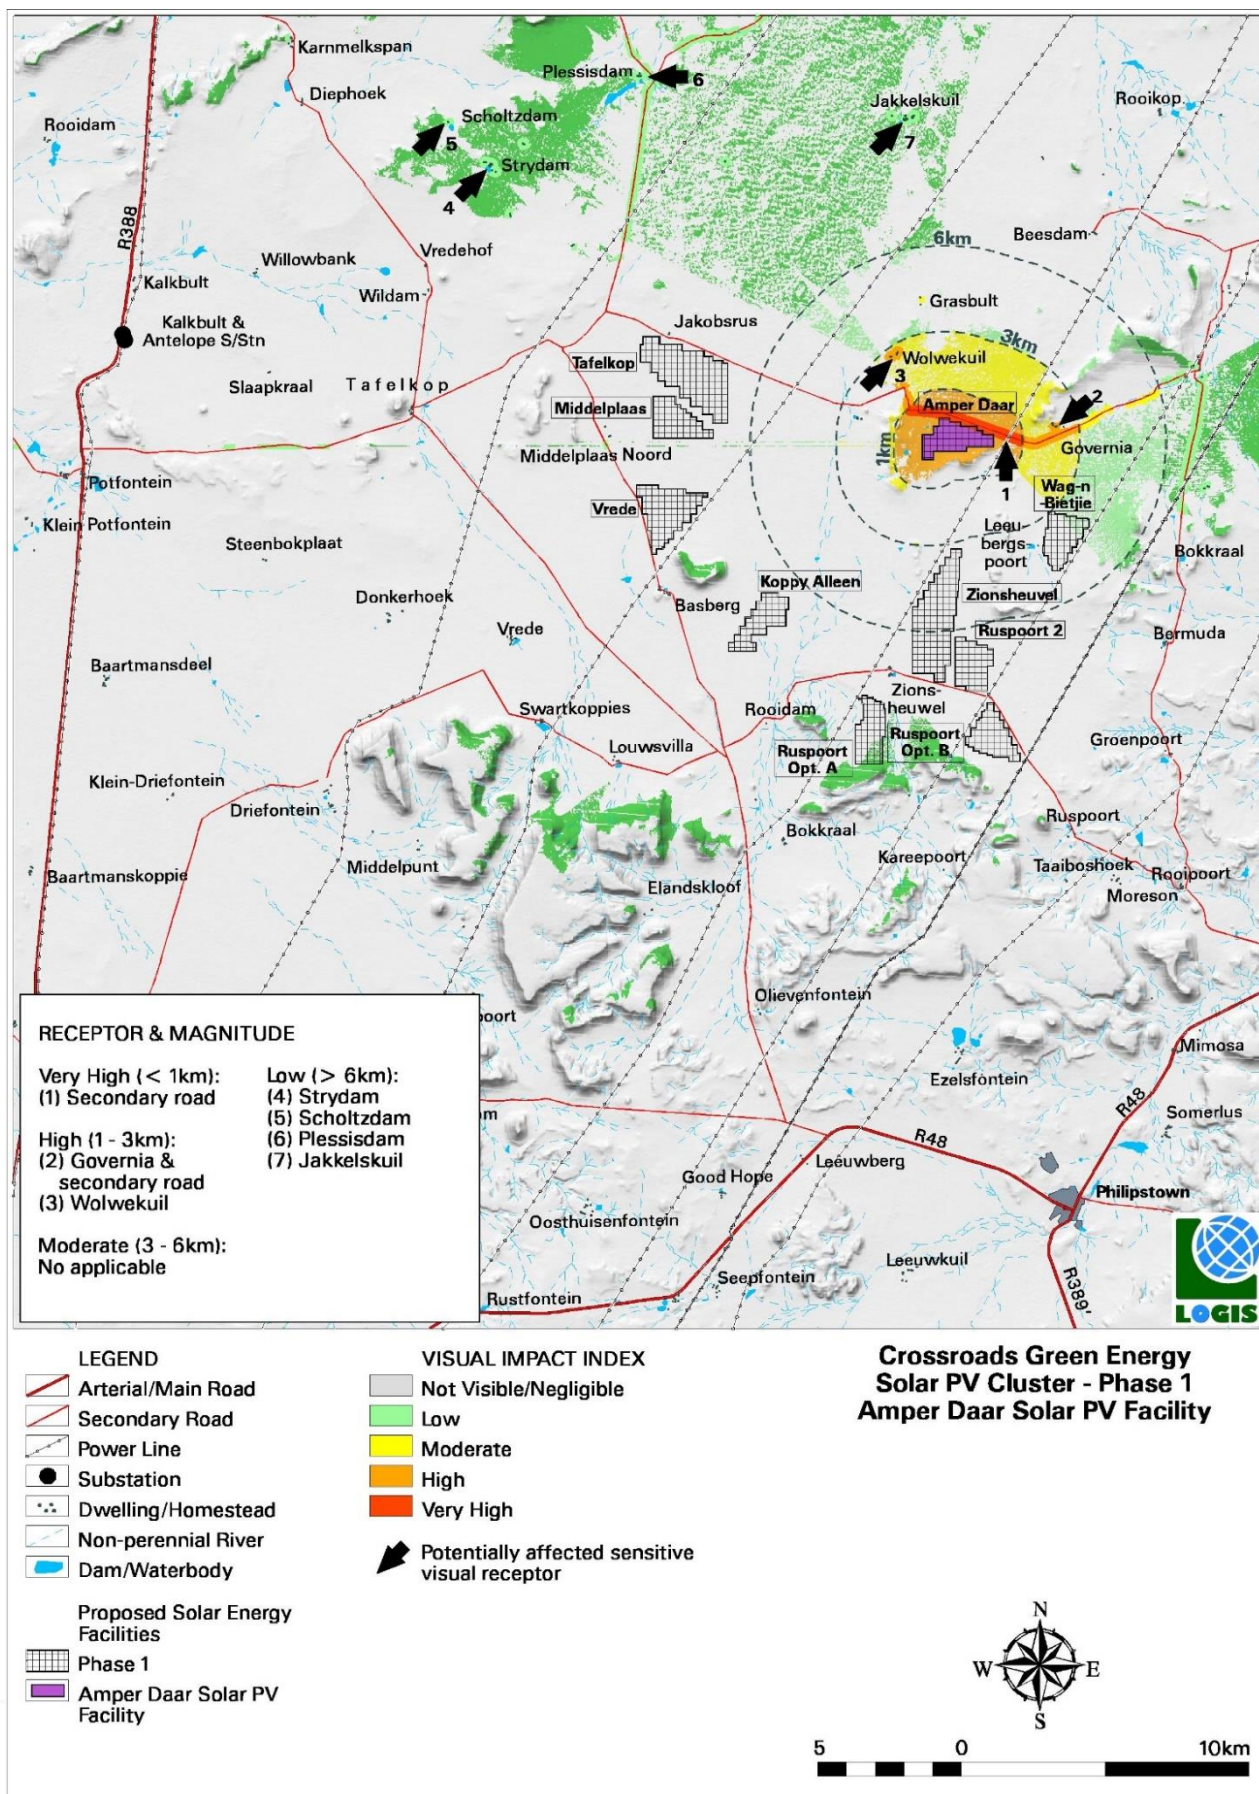 Karnmelkspan
Plessisdam
6
Diephoek
Jakkelskuil
Rooikop
Rooidam
Scholtzdam
5
7
Strydam
4
R388
6km
Beesdam
Vredehof
Willowbank
Kalkbult
Wildam
Grasbult
Kalkbult &
Antelope S/Stn
Jakobsrus
3km
Tafelkop
Wolwekuil
3
Slaapkraal
Tafelkop
Amper Daar
2
Middelplaas
Governia
Middelplaas Noord
1km
Potfontein
1
Wag-n
-Bietjie
Klein Potfontein
Vrede
Leeu
bergs-
poort
Steenbokplaat
Bokkraal
Koppy Alleen
Zionsheuvel
Donkerhoek
Basberg
Vrede
Ruspoort 2
Bermuda
Baartmansdeel
Zions-
heuwel
Swartkoppies
Rooidam
Louwsvilla
Ruspoort
Opt. A
Ruspoort
Opt. B
Groenpoort
Klein-Driefontein
Driefontein
Ruspoort
Bokkraal
Middelpunt
Kareepoort
Taaiboshoek
Rooipoort
Baartmanskoppie
Elandskloof
Moreson
Olievenfontein
poort
Mimosa
Ezelsfontein
R48
om
Somerlus
R48
Leeuwberg
Good Hope
Philipstown
Oosthuisenfontein
Leeuwkuil
Seepfontein
R389'
Rustfontein
RECEPTOR & MAGNITUDE
Very High (< 1km):
(1) Secondary road
High (1 - 3km):
(2) Governia &
secondary road
(3) Wolwekuil
Moderate (3 - 6km):
No applicable
Low (> 6km):
(4) Strydam
(5) Scholtzdam
(6) Plessisdam
(7) Jakkelskuil
LOGIS
LEGEND
Arterial/Main Road
Secondary Road
Power Line
Substation
Dwelling/Homestead
Non-perennial River
Dam/Waterbody
Proposed Solar Energy
Facilities
Phase 1
Amper Daar Solar PV
Facility
VISUAL IMPACT INDEX
Not Visible/Negligible
Low
Moderate
High
Very High
Potentially affected sensitive
visual receptor
Crossroads Green Energy
Solar PV Cluster - Phase 1
Amper Daar Solar PV Facility
N
W E
S
5 0 10km